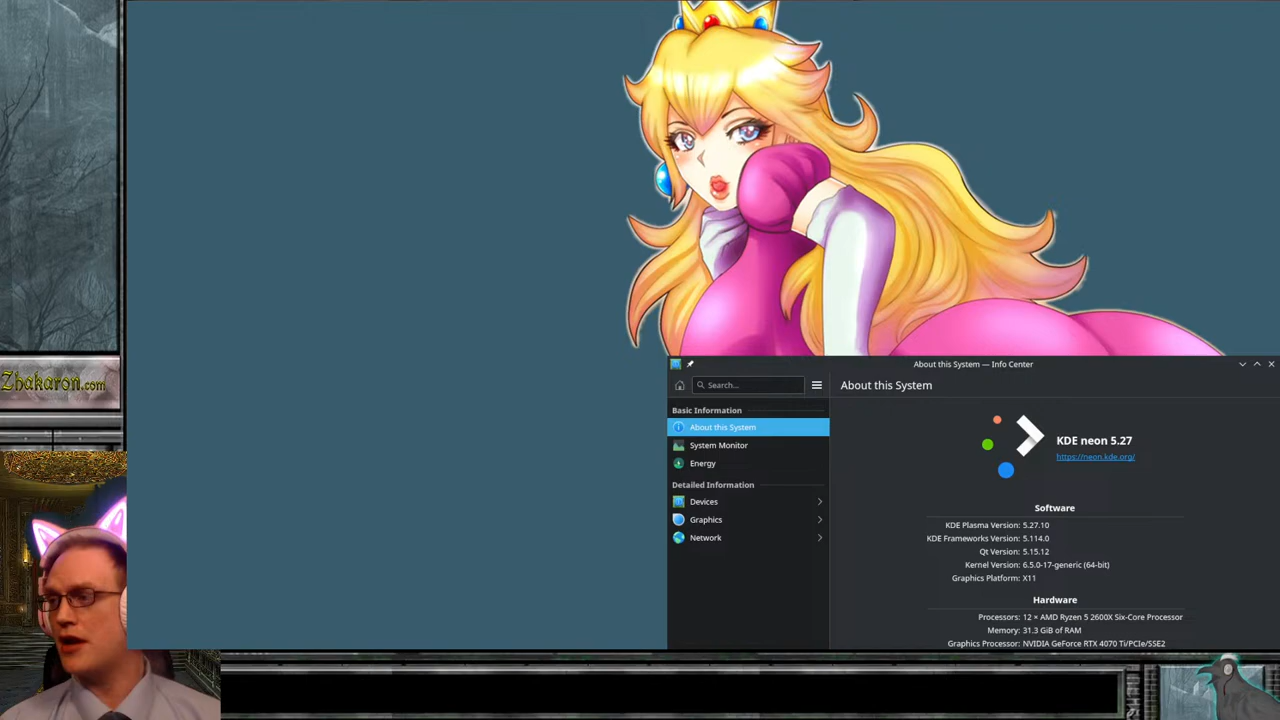 Zhakaron.com
About this System — Info Center
Search...
About this System
Basic Information
About this System
System Monitor
Energy
Detailed Information
Devices
Graphics
Network
KDE neon 5.27
https://neon.kde.org/
Software
KDE Plasma Version: 5.27.10
KDE Frameworks Version: 5.114.0
Qt Version: 5.15.12
Kernel Version: 6.5.0-17-generic (64-bit)
Graphics Platform: X11
Hardware
Processors: 12 × AMD Ryzen 5 2600X Six-Core Processor
Memory: 31.3 GiB of RAM
Graphics Processor: NVIDIA GeForce RTX 4070 Ti/PCIe/SSE2